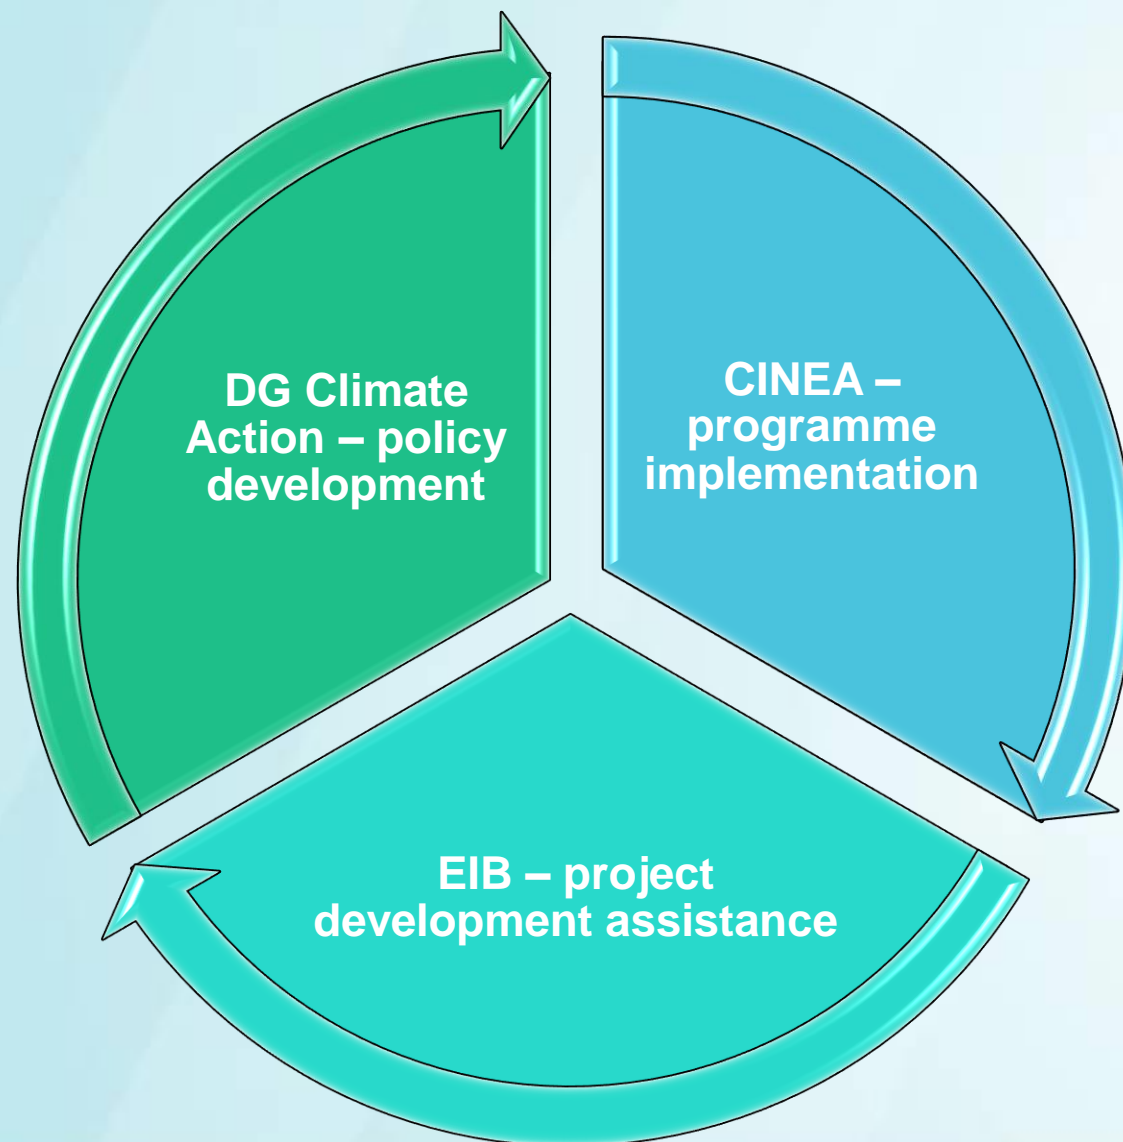 DG Climate
Action – policy
development
CINEA –
programme
implementation
EIB – project
development assistance